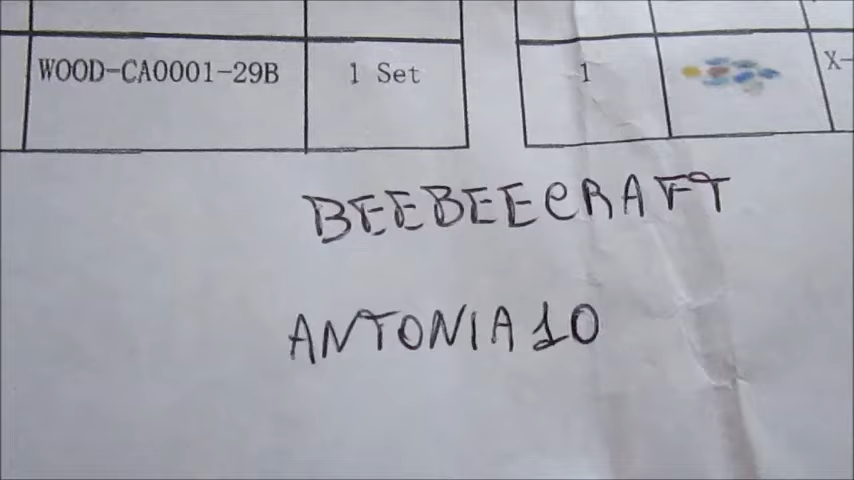 WOOD-CA0001-29B 1 Set 1 X-
BEEBEECRAFT
ANTONIA10